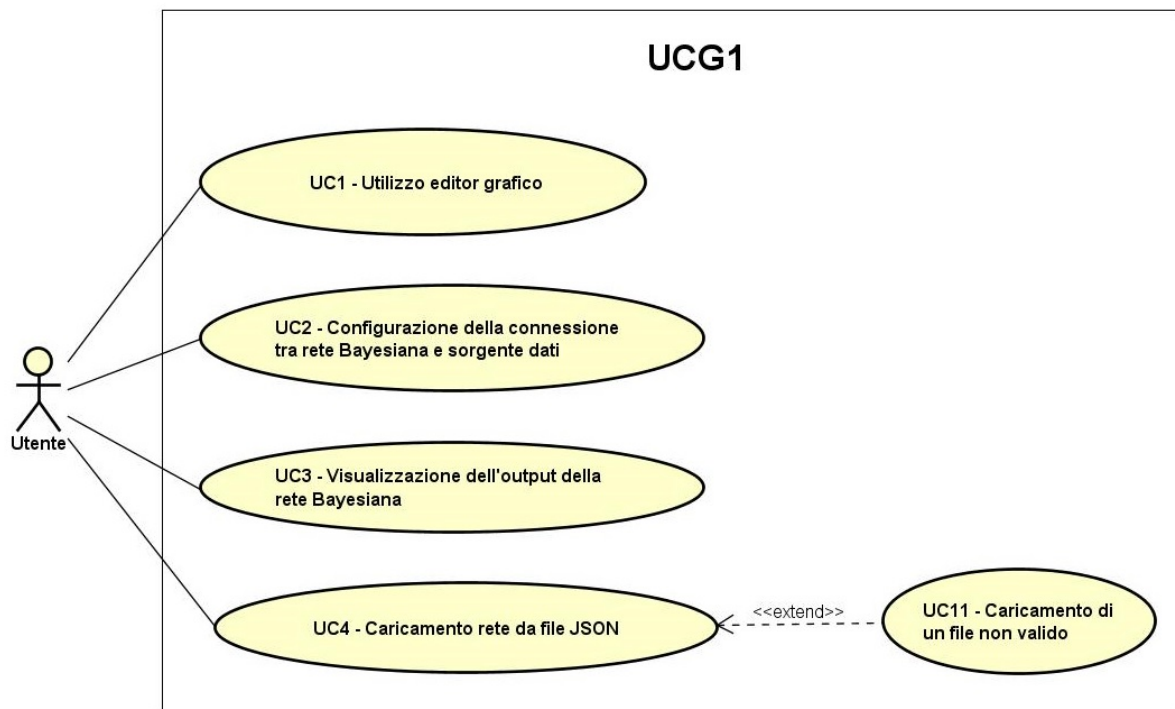 UCG1
UC1 - Utilizzo editor grafico
UC2 - Configurazione della connessione
tra rete Bayesiana e sorgente dati
Utente
UC3 - Visualizzazione dell'output della
rete Bayesiana
UC4 - Caricamento rete da file JSON
<<extend>>
UC11 - Caricamento di
un file non valido